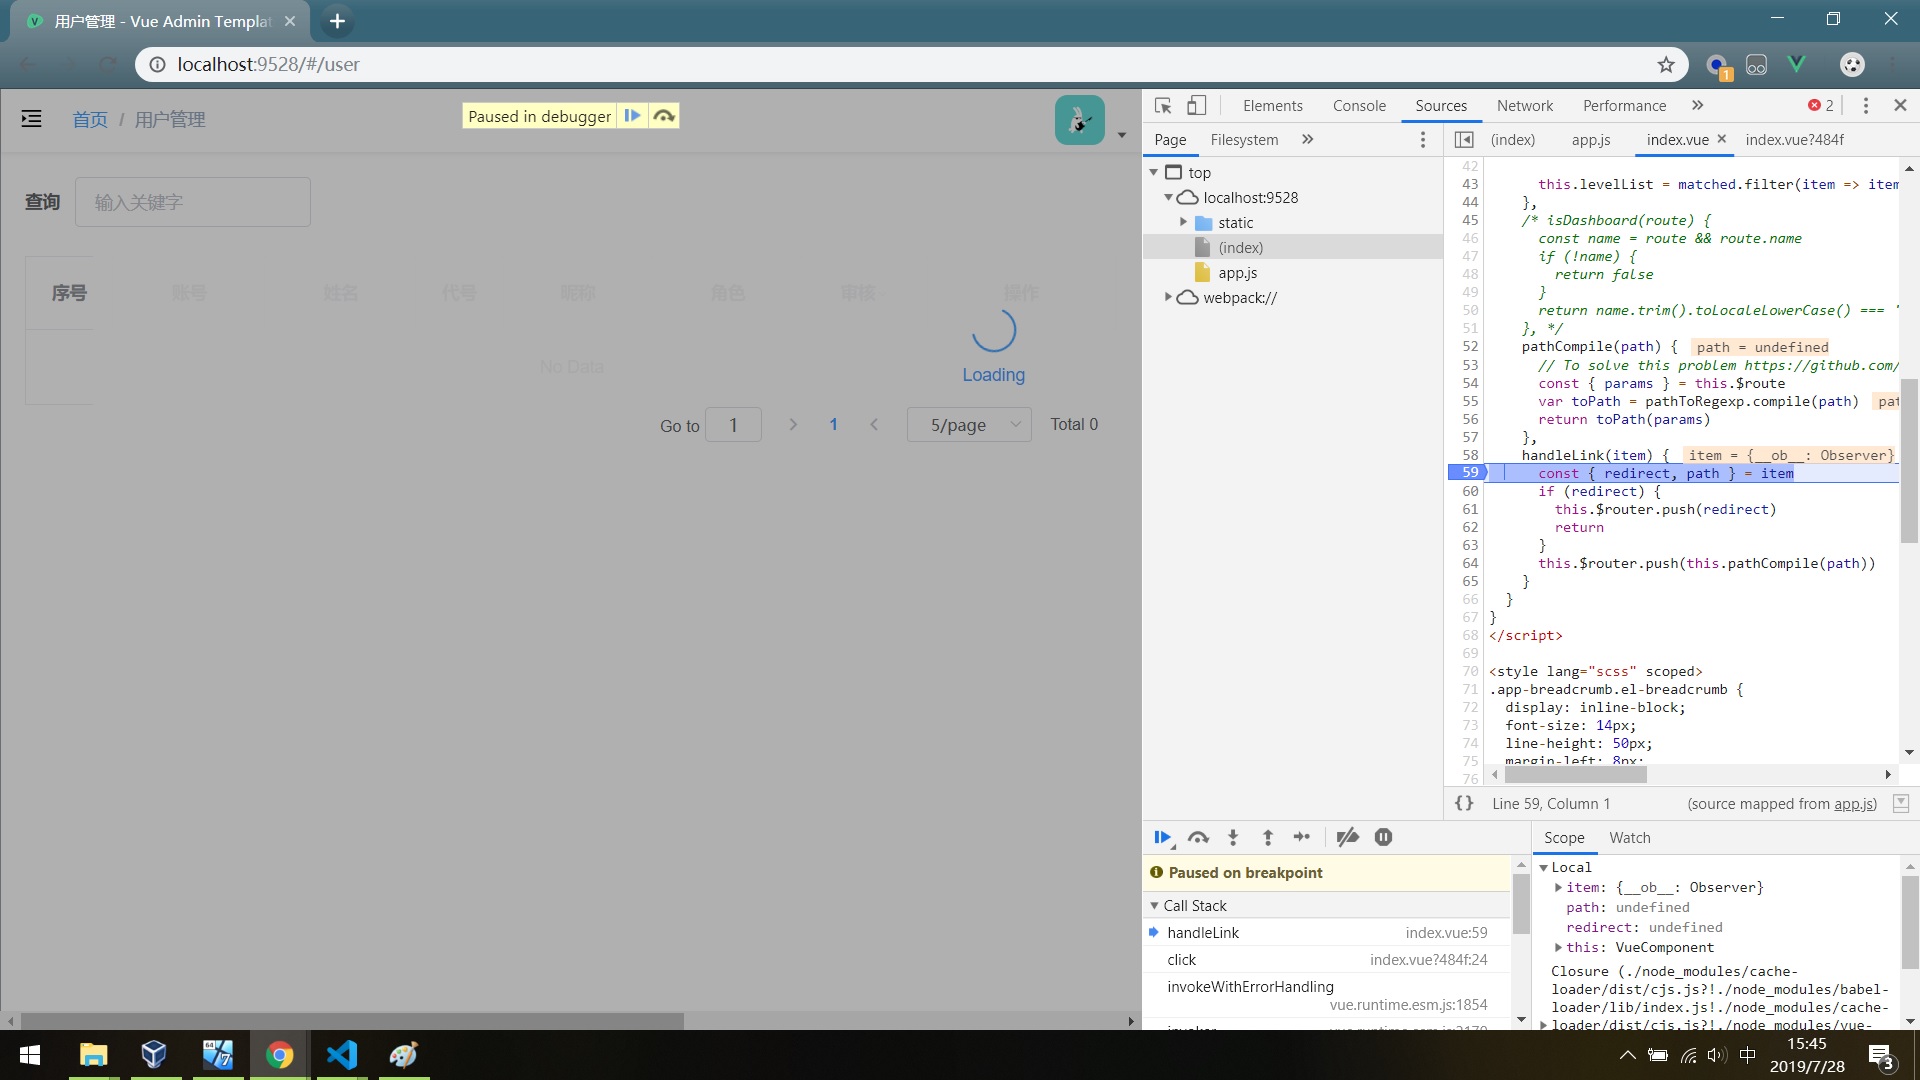 用户管理 - Vue Admin Templat
localhost:9528/#/user
1
首页 / 用户管理
Paused in debugger
查询 输入关键字
序号 账号 姓名 代号 昵称 角色 审核 操作
No Data
Loading
Go to 1 1 5/page Total 0
Elements Console Sources Network Performance 2
Page Filesystem
top
localhost:9528
static
(index)
app.js
webpack://
(index) app.js index.vue index.vue?484f
42
43 this.levelList = matched.filter(item => item
44 },
45 /* isDashboard(route) {
46 const name = route && route.name
47 if (!name) {
48 return false
49 }
50 return name.trim().toLocaleLowerCase() === '
51 }, */
52 pathCompile(path) { path = undefined
53 // To solve this problem https://github.com/
54 const { params } = this.$route
55 var toPath = pathToRegexp.compile(path) pat
56 return toPath(params)
57 },
58 handleLink(item) { item = {__ob__: Observer}
59 const { redirect, path } = item
60 if (redirect) {
61 this.$router.push(redirect)
62 return
63 }
64 this.$router.push(this.pathCompile(path))
65 }
66 }
67 }
68 </script>
69
70 <style lang="scss" scoped>
71 .app-breadcrumb.el-breadcrumb {
72 display: inline-block;
73 font-size: 14px;
74 line-height: 50px;
75 margin-left: 8px;
76
{} Line 59, Column 1 (source mapped from app.js)
Paused on breakpoint
Call Stack
handleLink index.vue:59
click index.vue?484f:24
invokeWithErrorHandling
vue.runtime.esm.js:1854
invoker vue.runtime.esm.js:2179
Scope Watch
Local
item: {__ob__: Observer}
path: undefined
redirect: undefined
this: VueComponent
Closure (./node_modules/cache-
loader/dist/cjs.js?!./node_modules/babel-
loader/lib/index.js!./node_modules/cache-
loader/dist/cjs.js?!./node_modules/vue-
中 15:45
2019/7/28
3